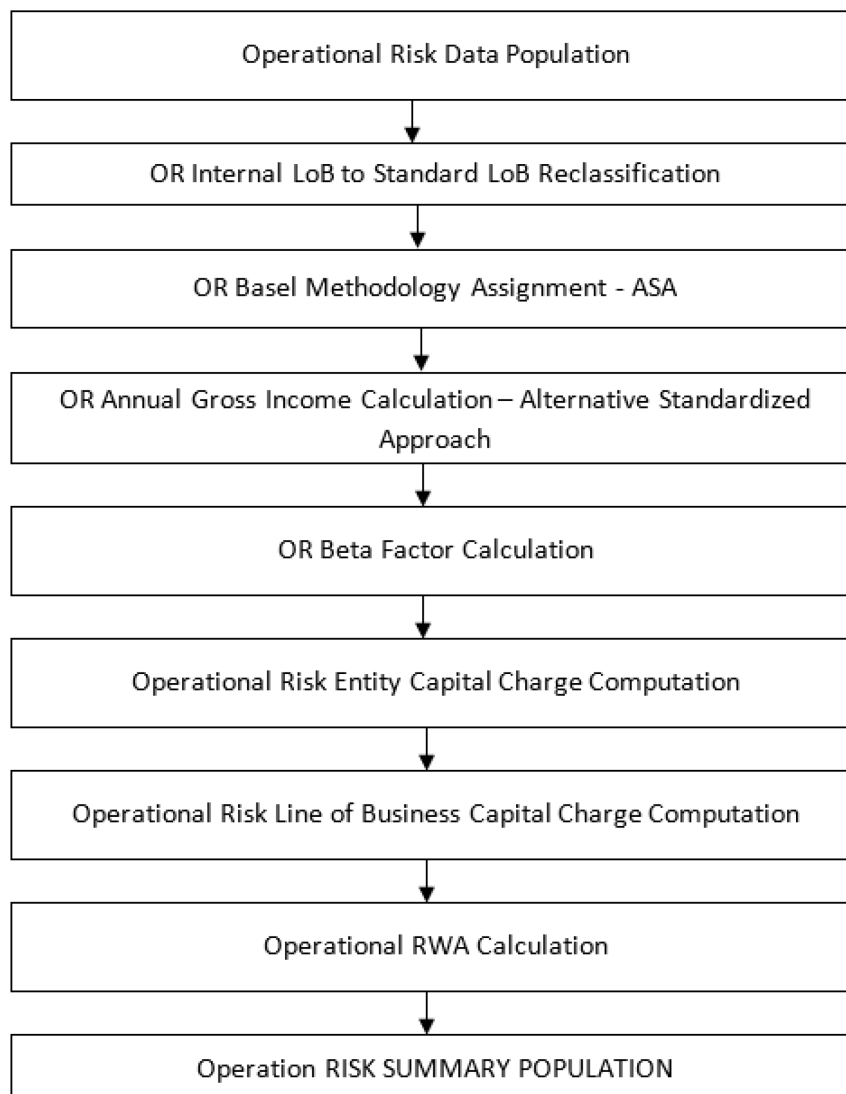 Operational Risk Data Population
OR Internal LoB to Standard LoB Reclassification
OR Basel Methodology Assignment - ASA
OR Annual Gross Income Calculation – Alternative Standardized
Approach
OR Beta Factor Calculation
Operational Risk Entity Capital Charge Computation
Operational Risk Line of Business Capital Charge Computation
Operational RWA Calculation
Operation RISK SUMMARY POPULATION